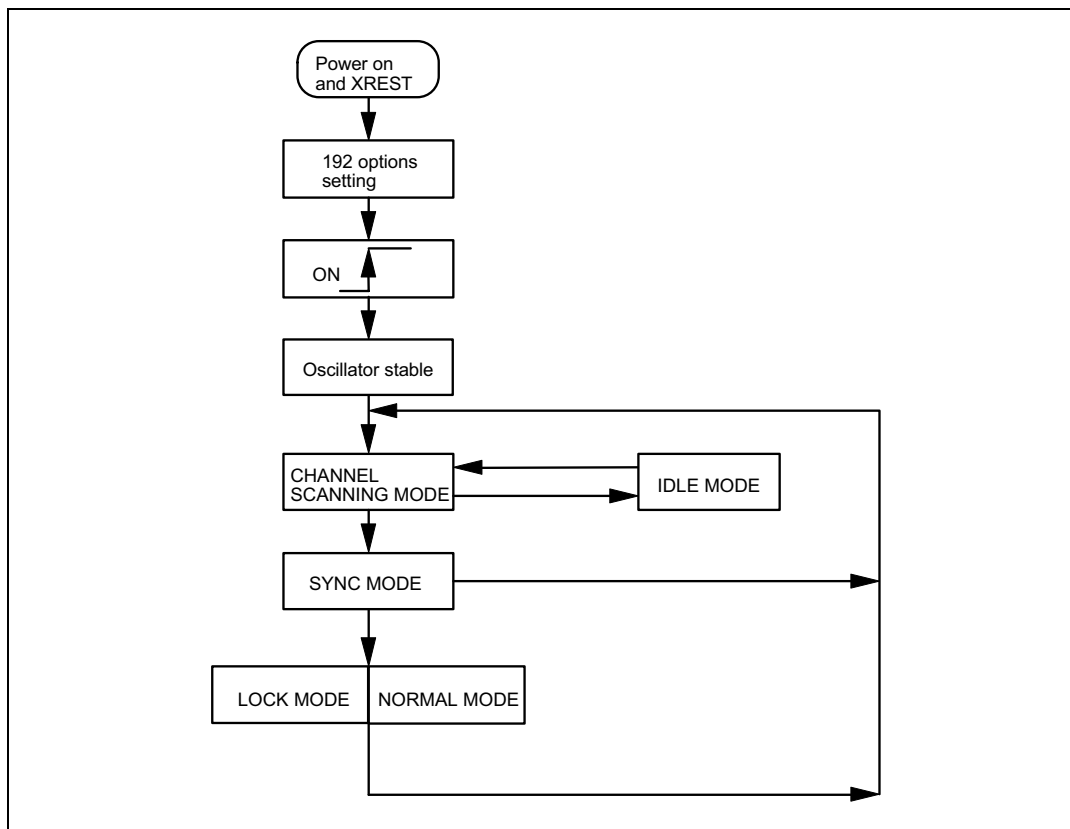 Power on
and XREST
192 options
setting
ON
Oscillator stable
CHANNEL
SCANNING MODE
IDLE MODE
SYNC MODE
LOCK MODE
NORMAL MODE